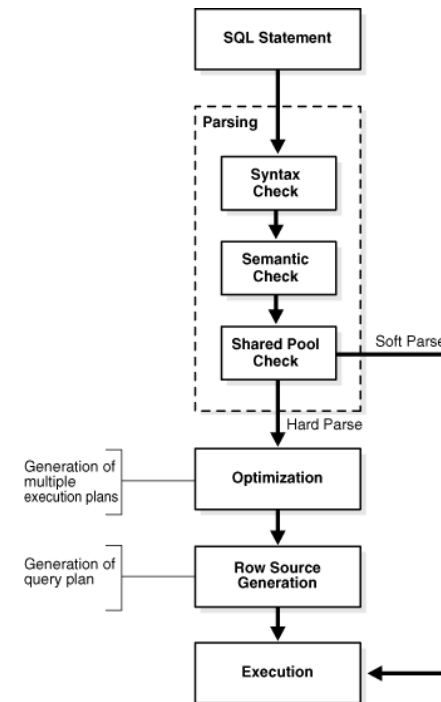 SQL Statement
Parsing
Syntax
Check
Semantic
Check
Shared Pool
Check
Soft Parse
Hard Parse
Generation of
multiple
execution plans
Optimization
Generation of
query plan
Row Source
Generation
Execution